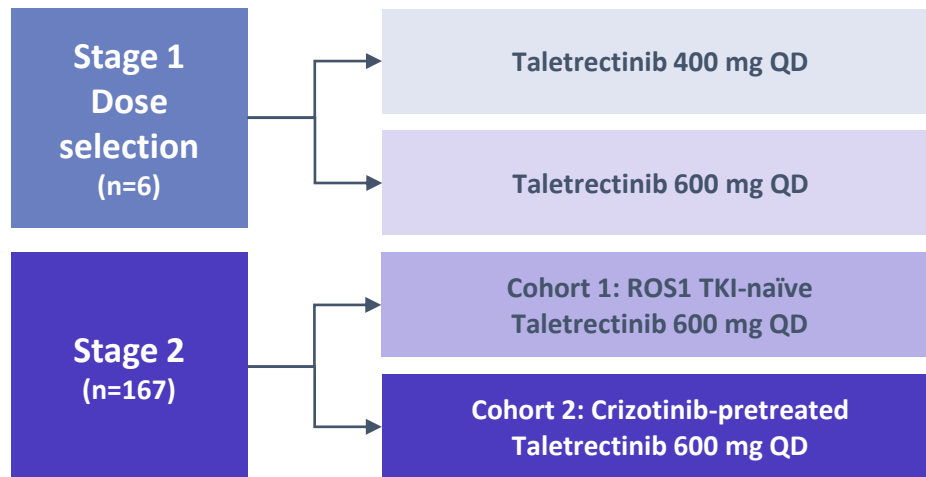 Stage 1
Dose
selection
(n=6)
Taletrectinib 400 mg QD
Taletrectinib 600 mg QD
Stage 2
(n=167)
Cohort 1: ROS1 TKI-naïve
Taletrectinib 600 mg QD
Cohort 2: Crizotinib-pretreated
Taletrectinib 600 mg QD